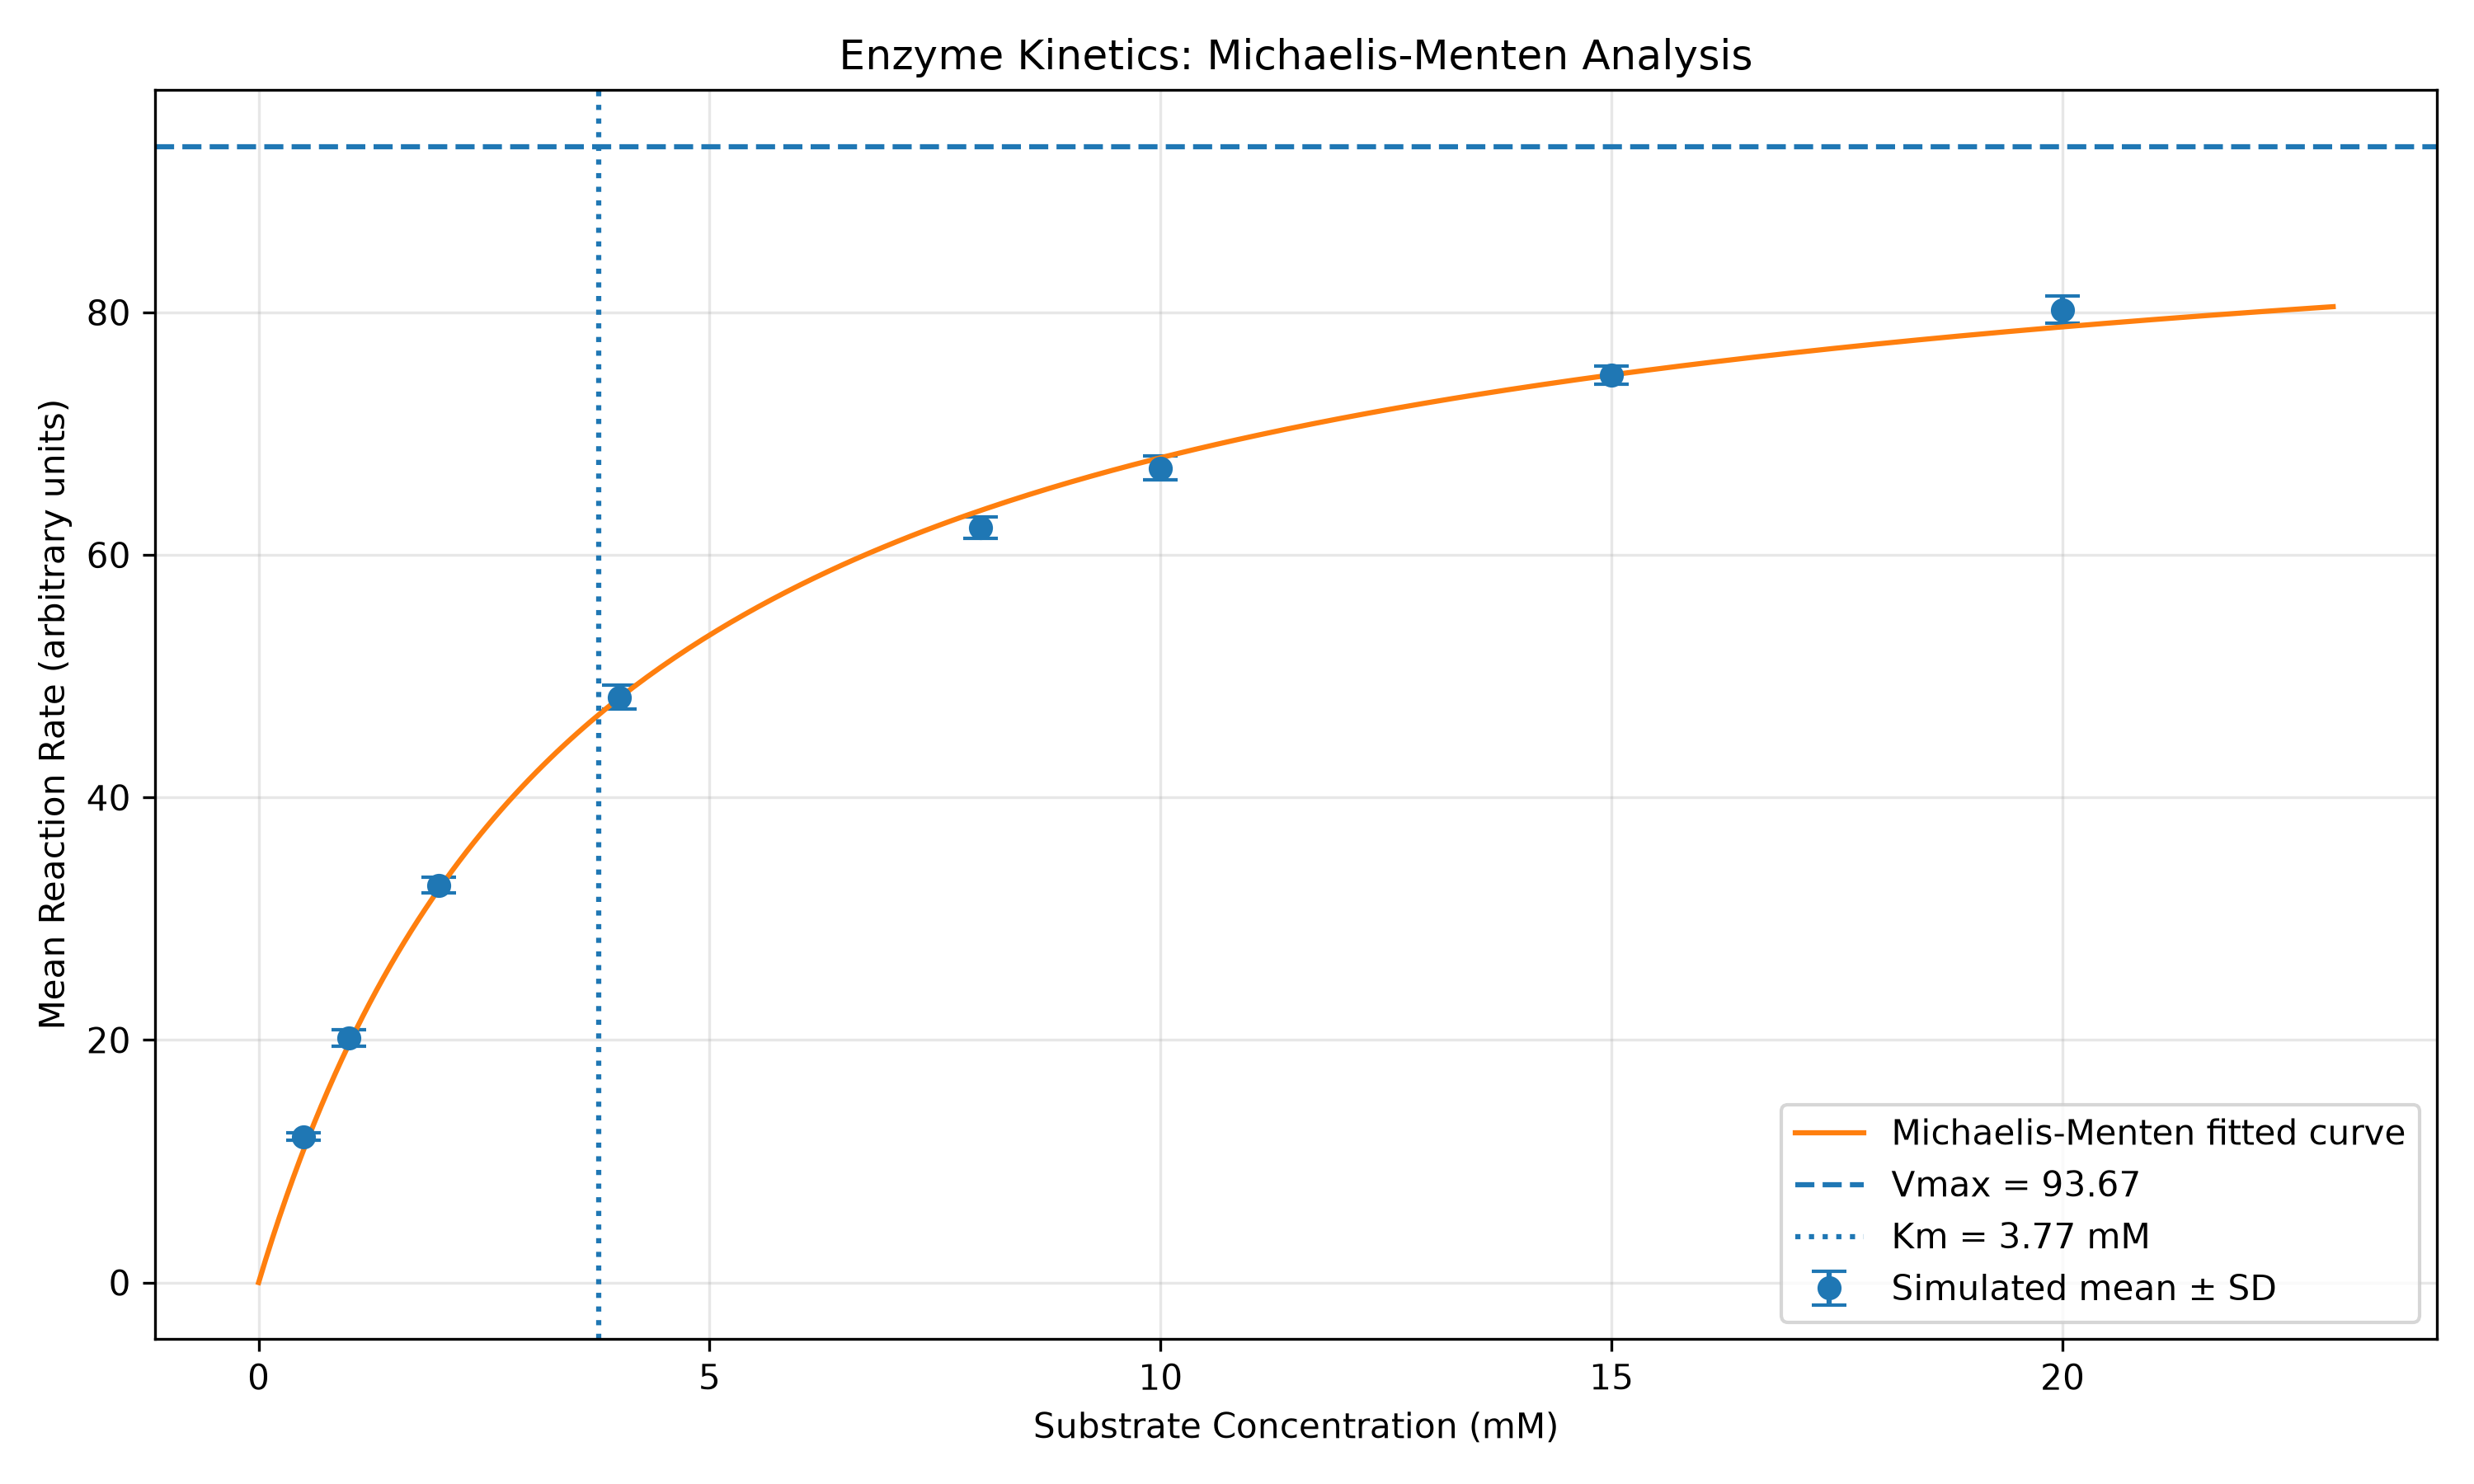 Enzyme Kinetics: Michaelis-Menten Analysis
Mean Reaction Rate (arbitrary units)
80
60
40
20
0
0 5 10 15 20
Substrate Concentration (mM)
Michaelis-Menten fitted curve
Vmax = 93.67
Km = 3.77 mM
Simulated mean ± SD